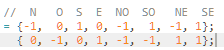 // N O S E NO SO NE SE
= {-1, 0, 1, 0, -1, 1, -1, 1};
{ 0, -1, 0, 1, -1, -1, 1, 1};